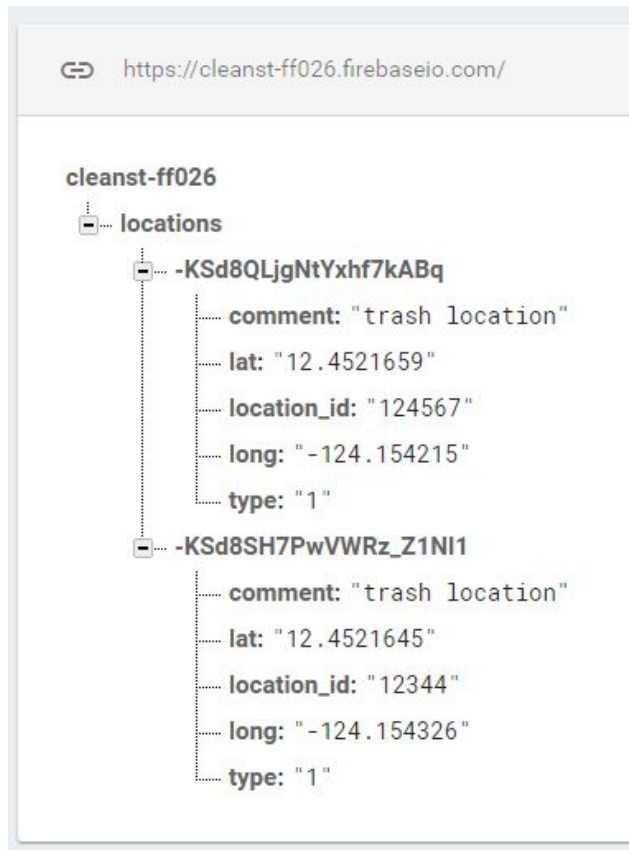 https://cleanst-ff026.firebaseio.com/
cleanst-ff026
locations
-KSd8QLjgNtYxhf7kABq
comment: "trash location"
lat: "12.4521659"
location_id: "124567"
long: "-124.154215"
type: "1"
-KSd8SH7PwVWRz_Z1NI1
comment: "trash location"
lat: "12.4521645"
location_id: "12344"
long: "-124.154326"
type: "1"